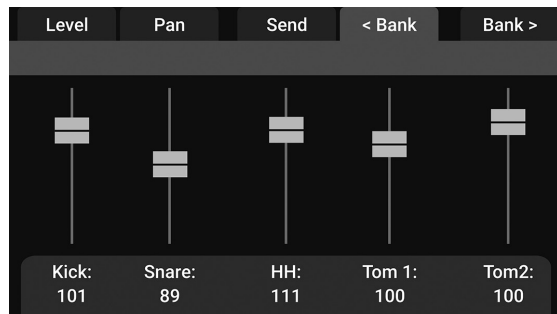 Level Pan Send < Bank Bank >
Kick: Snare: HH: Tom 1: Tom2:
101 89 111 100 100